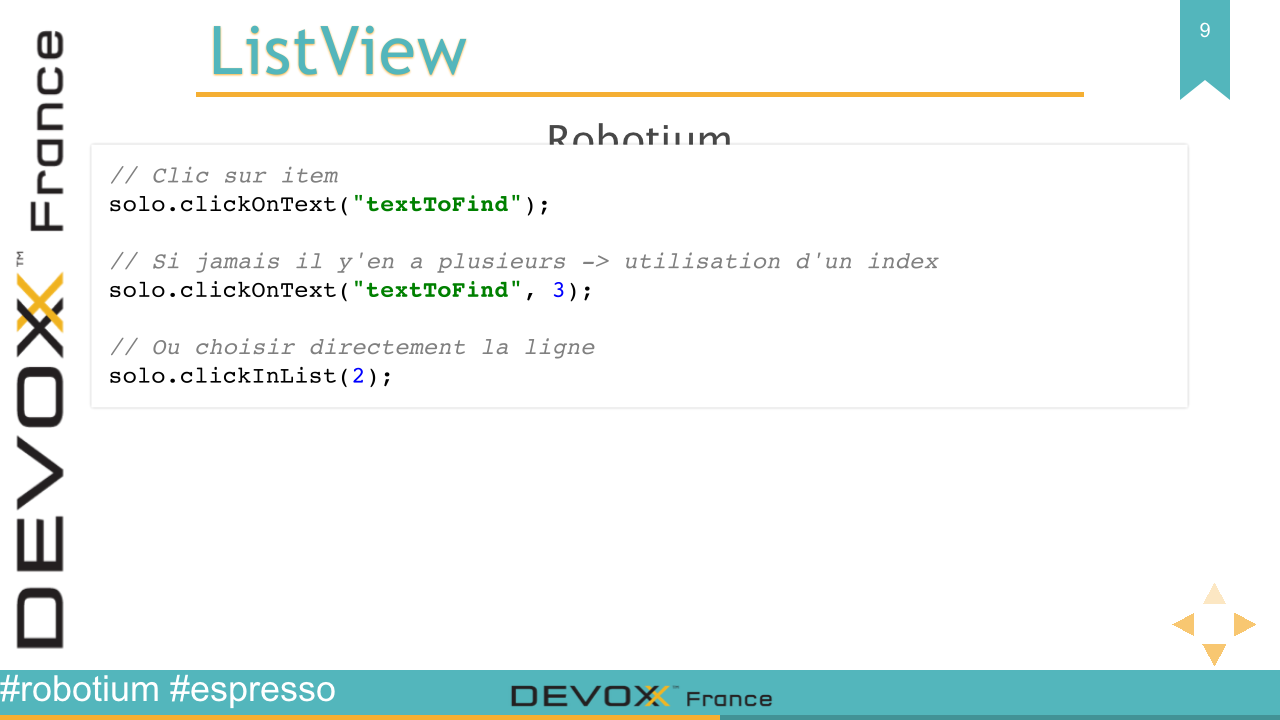 ListView
9
Robotium
// Clic sur item
solo.clickOnText("textToFind");
// Si jamais il y'en a plusieurs -> utilisation d'un index
solo.clickOnText("textToFind", 3);
// Ou choisir directement la ligne
solo.clickInList(2);
DEVOXX™ France
#robotium #espresso
DEVOXX™ France